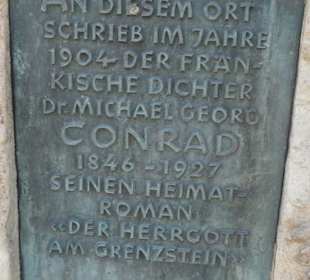 AN DIESEM ORT
SCHRIEB IM JAHRE
1904 DER FRÄN-
KISCHE DICHTER
Dr. MICHAEL GEORG
CONRAD
1846-1927
SEINEN HEIMAT-
ROMAN
«DER HERRGOTT
AM GRENZSTEIN»